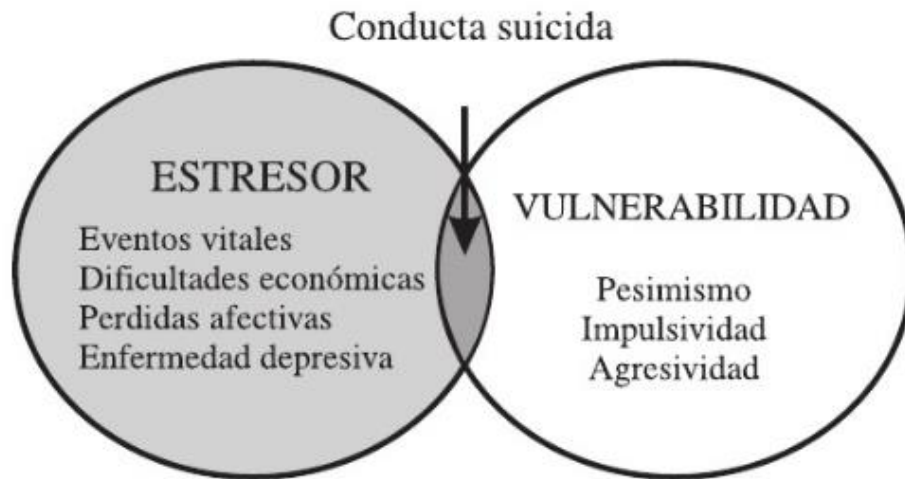 Conducta suicida
ESTRESOR
Eventos vitales
Dificultades económicas
Perdidas afectivas
Enfermedad depresiva
VULNERABILIDAD
Pesimismo
Impulsividad
Agresividad